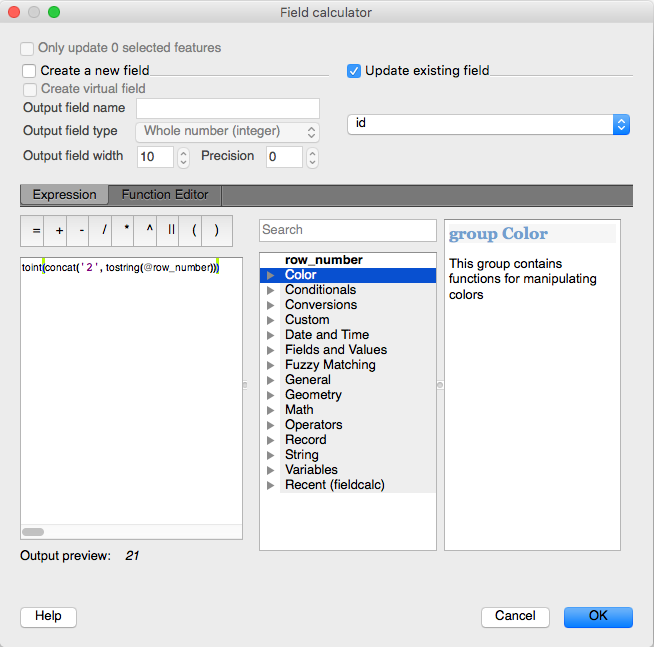 Field calculator
Only update 0 selected features
Create a new field
Update existing field
Create virtual field
Output field name
id
Output field type Whole number (integer)
Output field width 10 Precision 0
Expression Function Editor
= + - / * ^ || ( )
Search
toint(concat('2', tostring(@row_number)))
row_number
Color
Conditionals
Conversions
Custom
Date and Time
Fields and Values
Fuzzy Matching
General
Geometry
Math
Operators
Record
String
Variables
Recent (fieldcalc)
group Color
This group contains
functions for manipulating
colors
Output preview: 21
Help Cancel OK